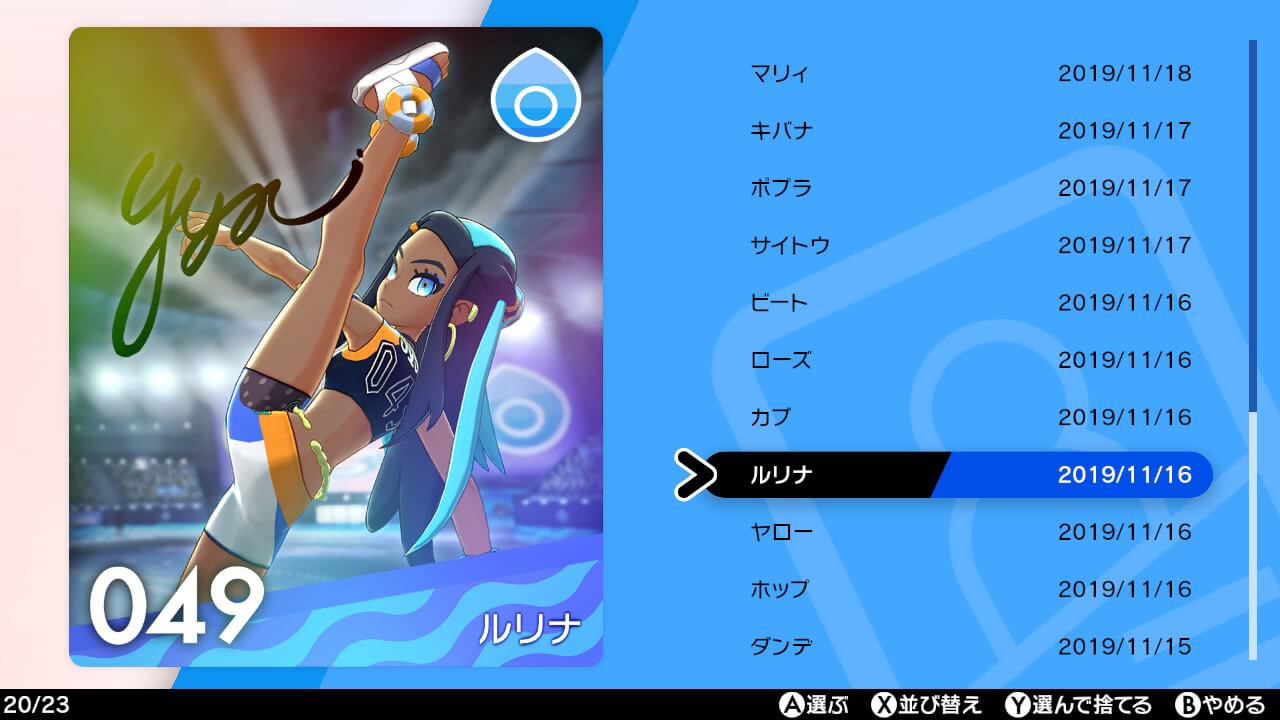 049
ルリナ
マリィ 2019/11/18
キバナ 2019/11/17
ポプラ 2019/11/17
サイトウ 2019/11/17
ビート 2019/11/16
ローズ 2019/11/16
カブ 2019/11/16
ルリナ 2019/11/16
ヤロー 2019/11/16
ホップ 2019/11/16
ダンデ 2019/11/15
20/23
A選ぶ X並び替え Y選んで捨てる Bやめる